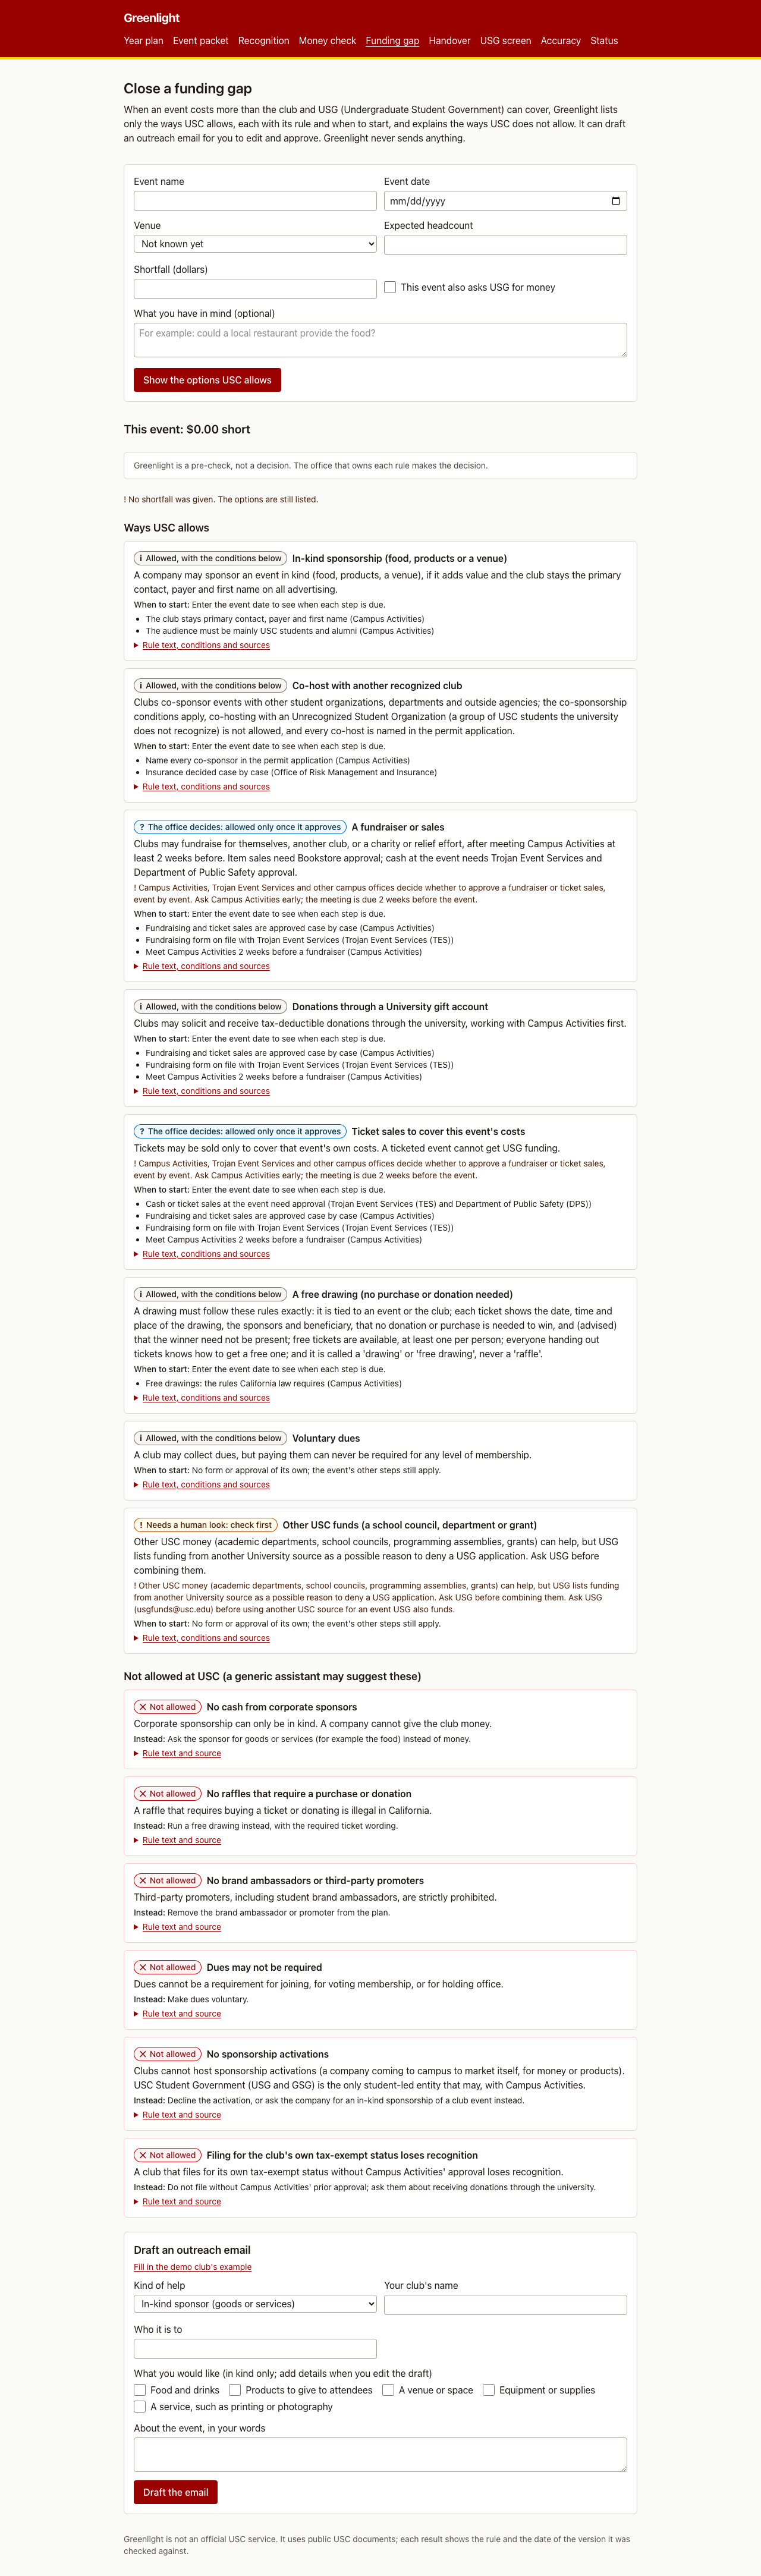 Greenlight
Year plan Event packet Recognition Money check Funding gap Handover USG screen Accuracy Status
Close a funding gap
When an event costs more than the club and USG (Undergraduate Student Government) can cover, Greenlight lists
only the ways USC allows, each with its rule and when to start, and explains the ways USC does not allow. It can draft
an outreach email for you to edit and approve. Greenlight never sends anything.
Event name Event date
mm/dd/yyyy
Venue Expected headcount
Not known yet
Shortfall (dollars)
This event also asks USG for money
What you have in mind (optional)
For example: could a local restaurant provide the food?
Show the options USC allows
This event: $0.00 short
Greenlight is a pre-check, not a decision. The office that owns each rule makes the decision.
! No shortfall was given. The options are still listed.
Ways USC allows
i Allowed, with the conditions below In-kind sponsorship (food, products or a venue)
A company may sponsor an event in kind (food, products, a venue), if it adds value and the club stays the primary
contact, payer and first name on all advertising.
When to start: Enter the event date to see when each step is due.
• The club stays primary contact, payer and first name (Campus Activities)
• The audience must be mainly USC students and alumni (Campus Activities)
▶ Rule text, conditions and sources
i Allowed, with the conditions below Co-host with another recognized club
Clubs co-sponsor events with other student organizations, departments and outside agencies; the co-sponsorship
conditions apply, co-hosting with an Unrecognized Student Organization (a group of USC students the university
does not recognize) is not allowed, and every co-host is named in the permit application.
When to start: Enter the event date to see when each step is due.
• Name every co-sponsor in the permit application (Campus Activities)
• Insurance decided case by case (Office of Risk Management and Insurance)
▶ Rule text, conditions and sources
? The office decides: allowed only once it approves A fundraiser or sales
Clubs may fundraise for themselves, another club, or a charity or relief effort, after meeting Campus Activities at
least 2 weeks before. Item sales need Bookstore approval; cash at the event needs Trojan Event Services and
Department of Public Safety approval.
! Campus Activities, Trojan Event Services and other campus offices decide whether to approve a fundraiser or ticket sales,
event by event. Ask Campus Activities early; the meeting is due 2 weeks before the event.
When to start: Enter the event date to see when each step is due.
• Fundraising and ticket sales are approved case by case (Campus Activities)
• Fundraising form on file with Trojan Event Services (Trojan Event Services (TES))
• Meet Campus Activities 2 weeks before a fundraiser (Campus Activities)
▶ Rule text, conditions and sources
i Allowed, with the conditions below Donations through a University gift account
Clubs may solicit and receive tax-deductible donations through the university, working with Campus Activities first.
When to start: Enter the event date to see when each step is due.
• Fundraising and ticket sales are approved case by case (Campus Activities)
• Fundraising form on file with Trojan Event Services (Trojan Event Services (TES))
• Meet Campus Activities 2 weeks before a fundraiser (Campus Activities)
▶ Rule text, conditions and sources
? The office decides: allowed only once it approves Ticket sales to cover this event's costs
Tickets may be sold only to cover that event's own costs. A ticketed event cannot get USG funding.
! Campus Activities, Trojan Event Services and other campus offices decide whether to approve a fundraiser or ticket sales,
event by event. Ask Campus Activities early; the meeting is due 2 weeks before the event.
When to start: Enter the event date to see when each step is due.
• Cash or ticket sales at the event need approval (Trojan Event Services (TES) and Department of Public Safety (DPS))
• Fundraising and ticket sales are approved case by case (Campus Activities)
• Fundraising form on file with Trojan Event Services (Trojan Event Services (TES))
• Meet Campus Activities 2 weeks before a fundraiser (Campus Activities)
▶ Rule text, conditions and sources
i Allowed, with the conditions below A free drawing (no purchase or donation needed)
A drawing must follow these rules exactly: it is tied to an event or the club; each ticket shows the date, time and
place of the drawing, the sponsors and beneficiary, that no donation or purchase is needed to win, and (advised)
that the winner need not be present; free tickets are available, at least one per person; everyone handing out
tickets knows how to get a free one; and it is called a 'drawing' or 'free drawing', never a 'raffle'.
When to start: Enter the event date to see when each step is due.
• Free drawings: the rules California law requires (Campus Activities)
▶ Rule text, conditions and sources
i Allowed, with the conditions below Voluntary dues
A club may collect dues, but paying them can never be required for any level of membership.
When to start: No form or approval of its own; the event's other steps still apply.
▶ Rule text, conditions and sources
! Needs a human look: check first Other USC funds (a school council, department or grant)
Other USC money (academic departments, school councils, programming assemblies, grants) can help, but USG
lists funding from another University source as a possible reason to deny a USG application. Ask USG before
combining them.
! Other USC money (academic departments, school councils, programming assemblies, grants) can help, but USG lists funding
from another University source as a possible reason to deny a USG application. Ask USG before combining them. Ask USG
(usgfunds@usc.edu) before using another USC source for an event USG also funds.
When to start: No form or approval of its own; the event's other steps still apply.
▶ Rule text, conditions and sources
Not allowed at USC (a generic assistant may suggest these)
✕ Not allowed No cash from corporate sponsors
Corporate sponsorship can only be in kind. A company cannot give the club money.
Instead: Ask the sponsor for goods or services (for example the food) instead of money.
▶ Rule text and source
✕ Not allowed No raffles that require a purchase or donation
A raffle that requires buying a ticket or donating is illegal in California.
Instead: Run a free drawing instead, with the required ticket wording.
▶ Rule text and source
✕ Not allowed No brand ambassadors or third-party promoters
Third-party promoters, including student brand ambassadors, are strictly prohibited.
Instead: Remove the brand ambassador or promoter from the plan.
▶ Rule text and source
✕ Not allowed Dues may not be required
Dues cannot be a requirement for joining, for voting membership, or for holding office.
Instead: Make dues voluntary.
▶ Rule text and source
✕ Not allowed No sponsorship activations
Clubs cannot host sponsorship activations (a company coming to campus to market itself, for money or products).
USC Student Government (USG and GSG) is the only student-led entity that may, with Campus Activities.
Instead: Decline the activation, or ask the company for an in-kind sponsorship of a club event instead.
▶ Rule text and source
✕ Not allowed Filing for the club's own tax-exempt status loses recognition
A club that files for its own tax-exempt status without Campus Activities' approval loses recognition.
Instead: Do not file without Campus Activities' prior approval; ask them about receiving donations through the university.
▶ Rule text and source
Draft an outreach email
Fill in the demo club's example
Kind of help Your club's name
In-kind sponsor (goods or services)
Who it is to
What you would like (in kind only; add details when you edit the draft)
Food and drinks Products to give to attendees A venue or space Equipment or supplies
A service, such as printing or photography
About the event, in your words
Draft the email
Greenlight is not an official USC service. It uses public USC documents; each result shows the rule and the date of the version it was
checked against.